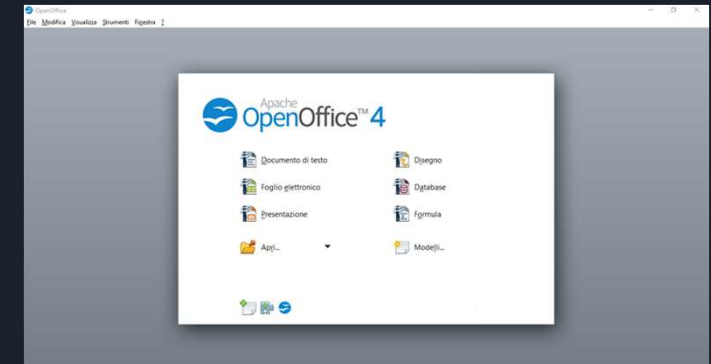 OpenOffice
File Modifica Visualizza Strumenti Finestra ?
Apache
OpenOffice™ 4
Documento di testo
Disegno
Foglio elettronico
Database
Presentazione
Formula
Apri...
Modelli...